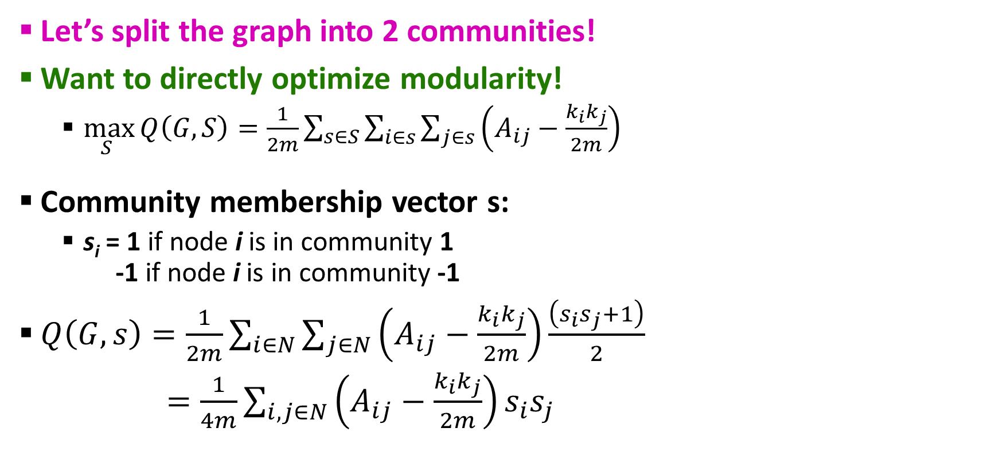 ▪ Let's split the graph into 2 communities!
▪ Want to directly optimize modularity!
▪ $\max_{S} Q(G,S) = \frac{1}{2m} \sum_{s \in S} \sum_{i \in s} \sum_{j \in s} \left( A_{ij} - \frac{k_i k_j}{2m} \right)$
▪ Community membership vector s:
▪ $s_i$ = 1 if node i is in community 1
-1 if node i is in community -1
▪ $Q(G,s) = \frac{1}{2m} \sum_{i \in N} \sum_{j \in N} \left( A_{ij} - \frac{k_i k_j}{2m} \right) \frac{(s_i s_j + 1)}{2}$
$= \frac{1}{4m} \sum_{i,j \in N} \left( A_{ij} - \frac{k_i k_j}{2m} \right) s_i s_j$